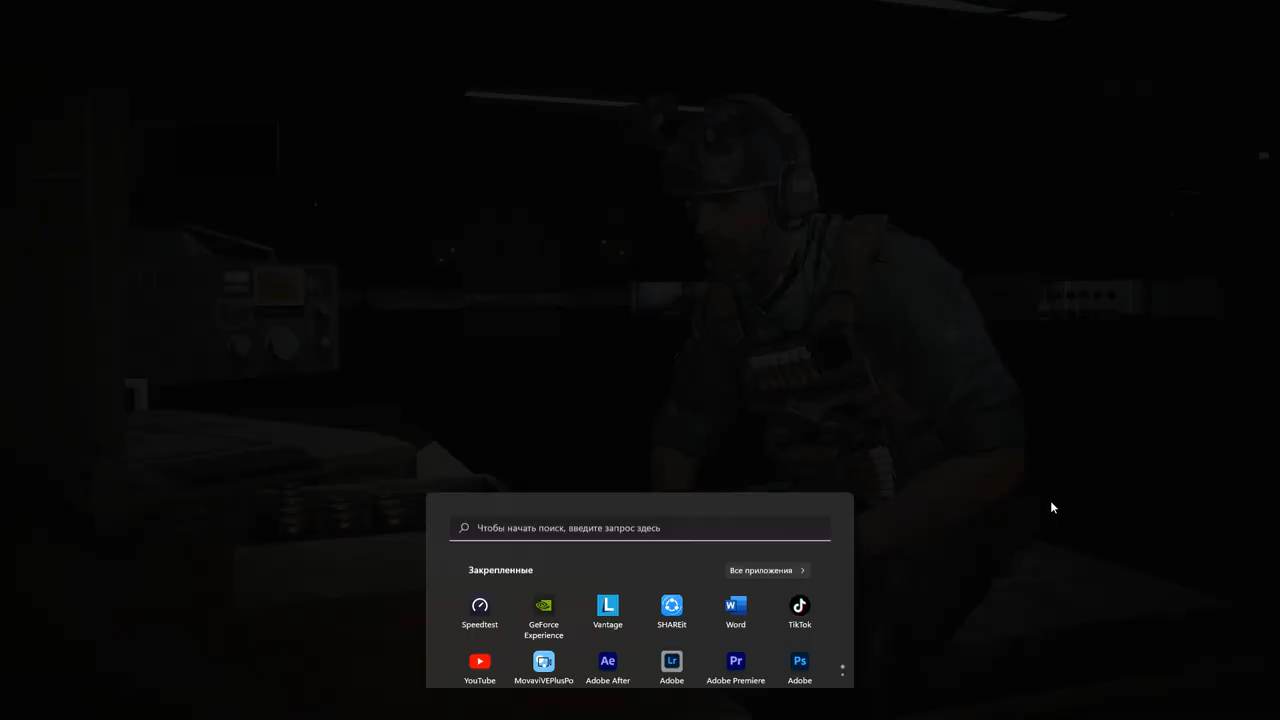 Чтобы начать поиск, введите запрос здесь
Закрепленные
Все приложения
Speedtest
GeForce Experience
Vantage
SHAREit
Word
TikTok
YouTube
MovaviVEPlusPo
Adobe After
Adobe
Adobe Premiere
Adobe